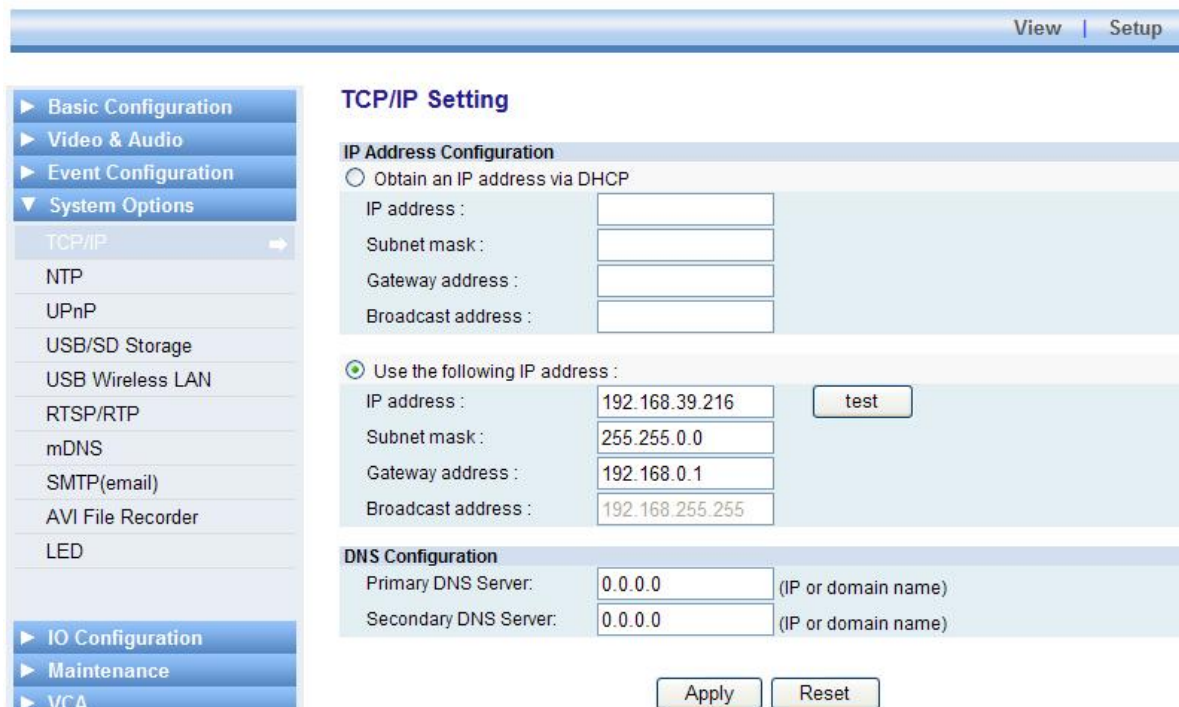 View | Setup
Basic Configuration
Video & Audio
Event Configuration
System Options
TCP/IP
NTP
UPnP
USB/SD Storage
USB Wireless LAN
RTSP/RTP
mDNS
SMTP(email)
AVI File Recorder
LED
IO Configuration
Maintenance
VCA
TCP/IP Setting
IP Address Configuration
Obtain an IP address via DHCP
IP address :
Subnet mask :
Gateway address :
Broadcast address :
Use the following IP address :
IP address : 192.168.39.216 test
Subnet mask : 255.255.0.0
Gateway address : 192.168.0.1
Broadcast address : 192.168.255.255
DNS Configuration
Primary DNS Server: 0.0.0.0 (IP or domain name)
Secondary DNS Server: 0.0.0.0 (IP or domain name)
Apply Reset